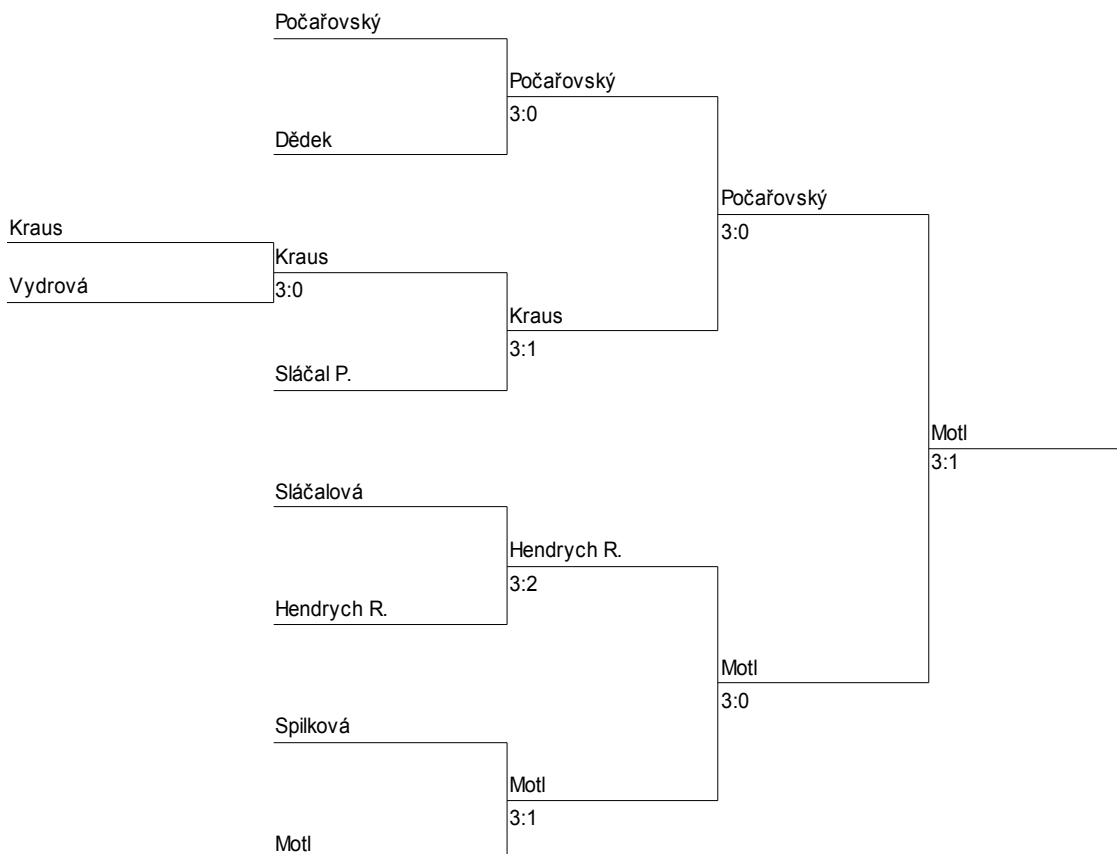 Počařovský
Počařovský
3:0
Dědek
Počařovský
3:0
Kraus
Kraus
3:0
Vydrová
Kraus
3:1
Sláčal P.
Motl
3:1
Sláčalová
Hendrych R.
3:2
Hendrych R.
Motl
3:0
Spilková
Motl
3:1
Motl